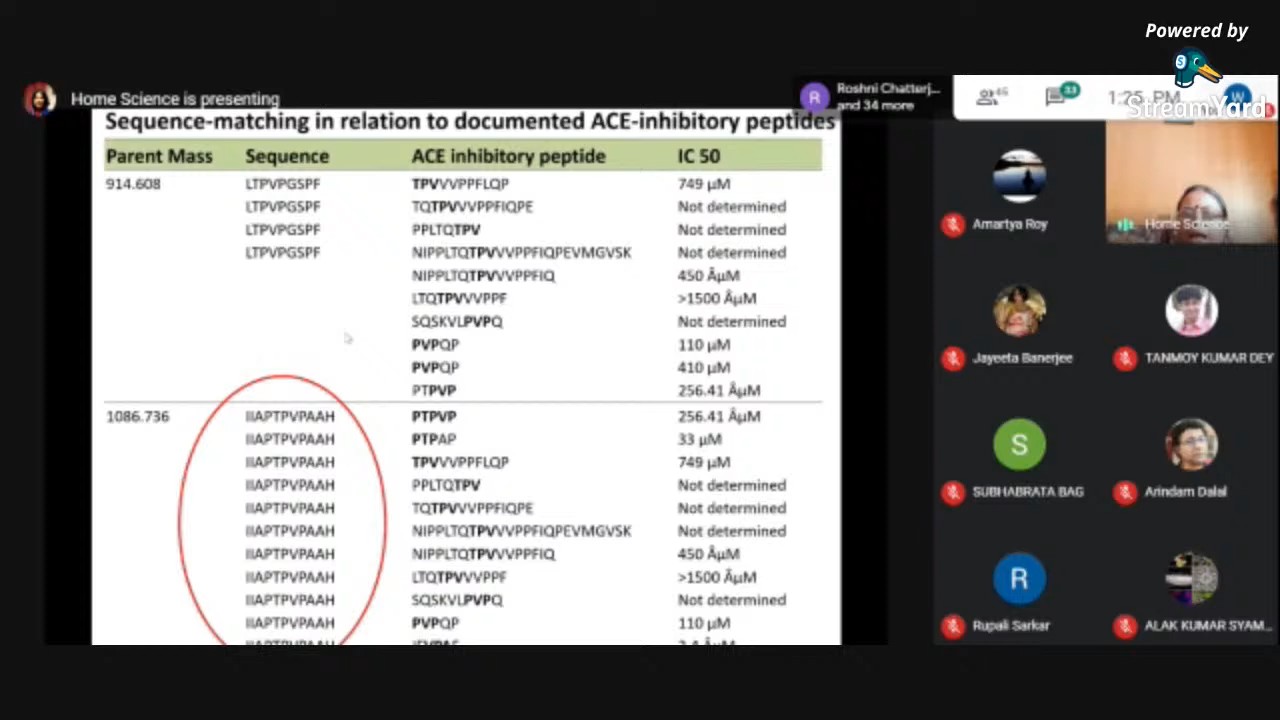 Powered by
StreamYard
Home Science is presenting
R Roshni Chatterj...
and 34 more
46
33
1:25 PM
W
Sequence-matching in relation to documented ACE-inhibitory peptides
Parent Mass Sequence ACE inhibitory peptide IC 50
914.608 LTPVPGSPF TPVVVPPFLQP 749 µM
LTPVPGSPF TQTPVVVPPFIQPE Not determined
LTPVPGSPF PPLTQTPV Not determined
LTPVPGSPF NIPPLTQTPVVVPPFIQPEVMGVSK Not determined
NIPPLTQTPVVVPPFIQ 450 ÂµM
LTQTPVVVPPF >1500 ÂµM
SQSKVLPVPQ Not determined
PVPQP 110 µM
PVPQP 410 µM
PTPVP 256.41 ÂµM
1086.736 IIAPTPVPAAH PTPVP 256.41 ÂµM
IIAPTPVPAAH PTPAP 33 µM
IIAPTPVPAAH TPVVVPPFLQP 749 µM
IIAPTPVPAAH PPLTQTPV Not determined
IIAPTPVPAAH TQTPVVVPPFIQPE Not determined
IIAPTPVPAAH NIPPLTQTPVVVPPFIQPEVMGVSK Not determined
IIAPTPVPAAH NIPPLTQTPVVVPPFIQ 450 ÂµM
IIAPTPVPAAH LTQTPVVVPPF >1500 ÂµM
IIAPTPVPAAH SQSKVLPVPQ Not determined
IIAPTPVPAAH PVPQP 110 µM
Amartya Roy
Home Science
Jayeeta Banerjee
TANMOY KUMAR DEY
S
SUBHABRATA BAG
Arindam Dalal
R
Rupali Sarkar
ALAK KUMAR SYAM...